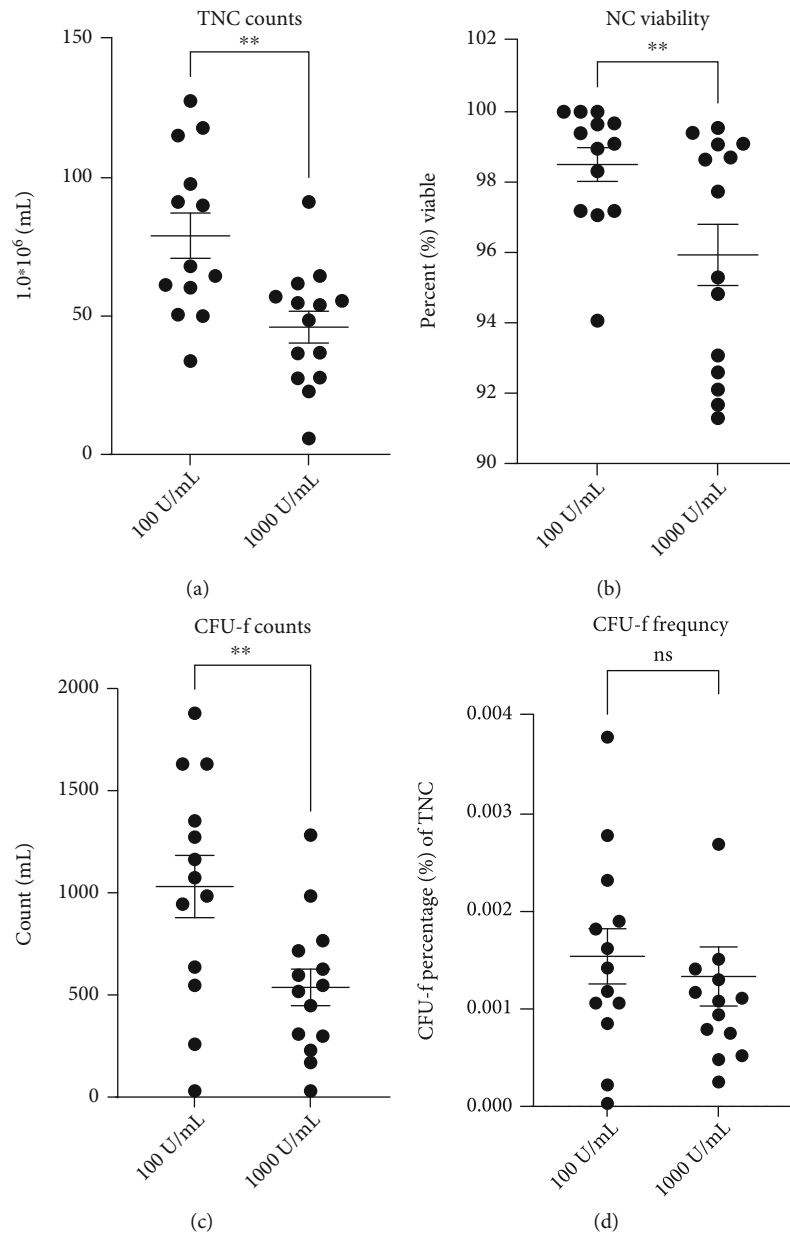 TNC counts
**
150
100
50
0
1.0*10⁶ (mL)
100 U/mL
1000 U/mL
(a)
NC viability
**
102
100
98
96
94
92
90
Percent (%) viable
100 U/mL
1000 U/mL
(b)
CFU-f counts
**
2000
1500
1000
500
0
Count (mL)
100 U/mL
1000 U/mL
(c)
CFU-f frequncy
ns
0.004
0.003
0.002
0.001
0.000
CFU-f percentage (%) of TNC
100 U/mL
1000 U/mL
(d)